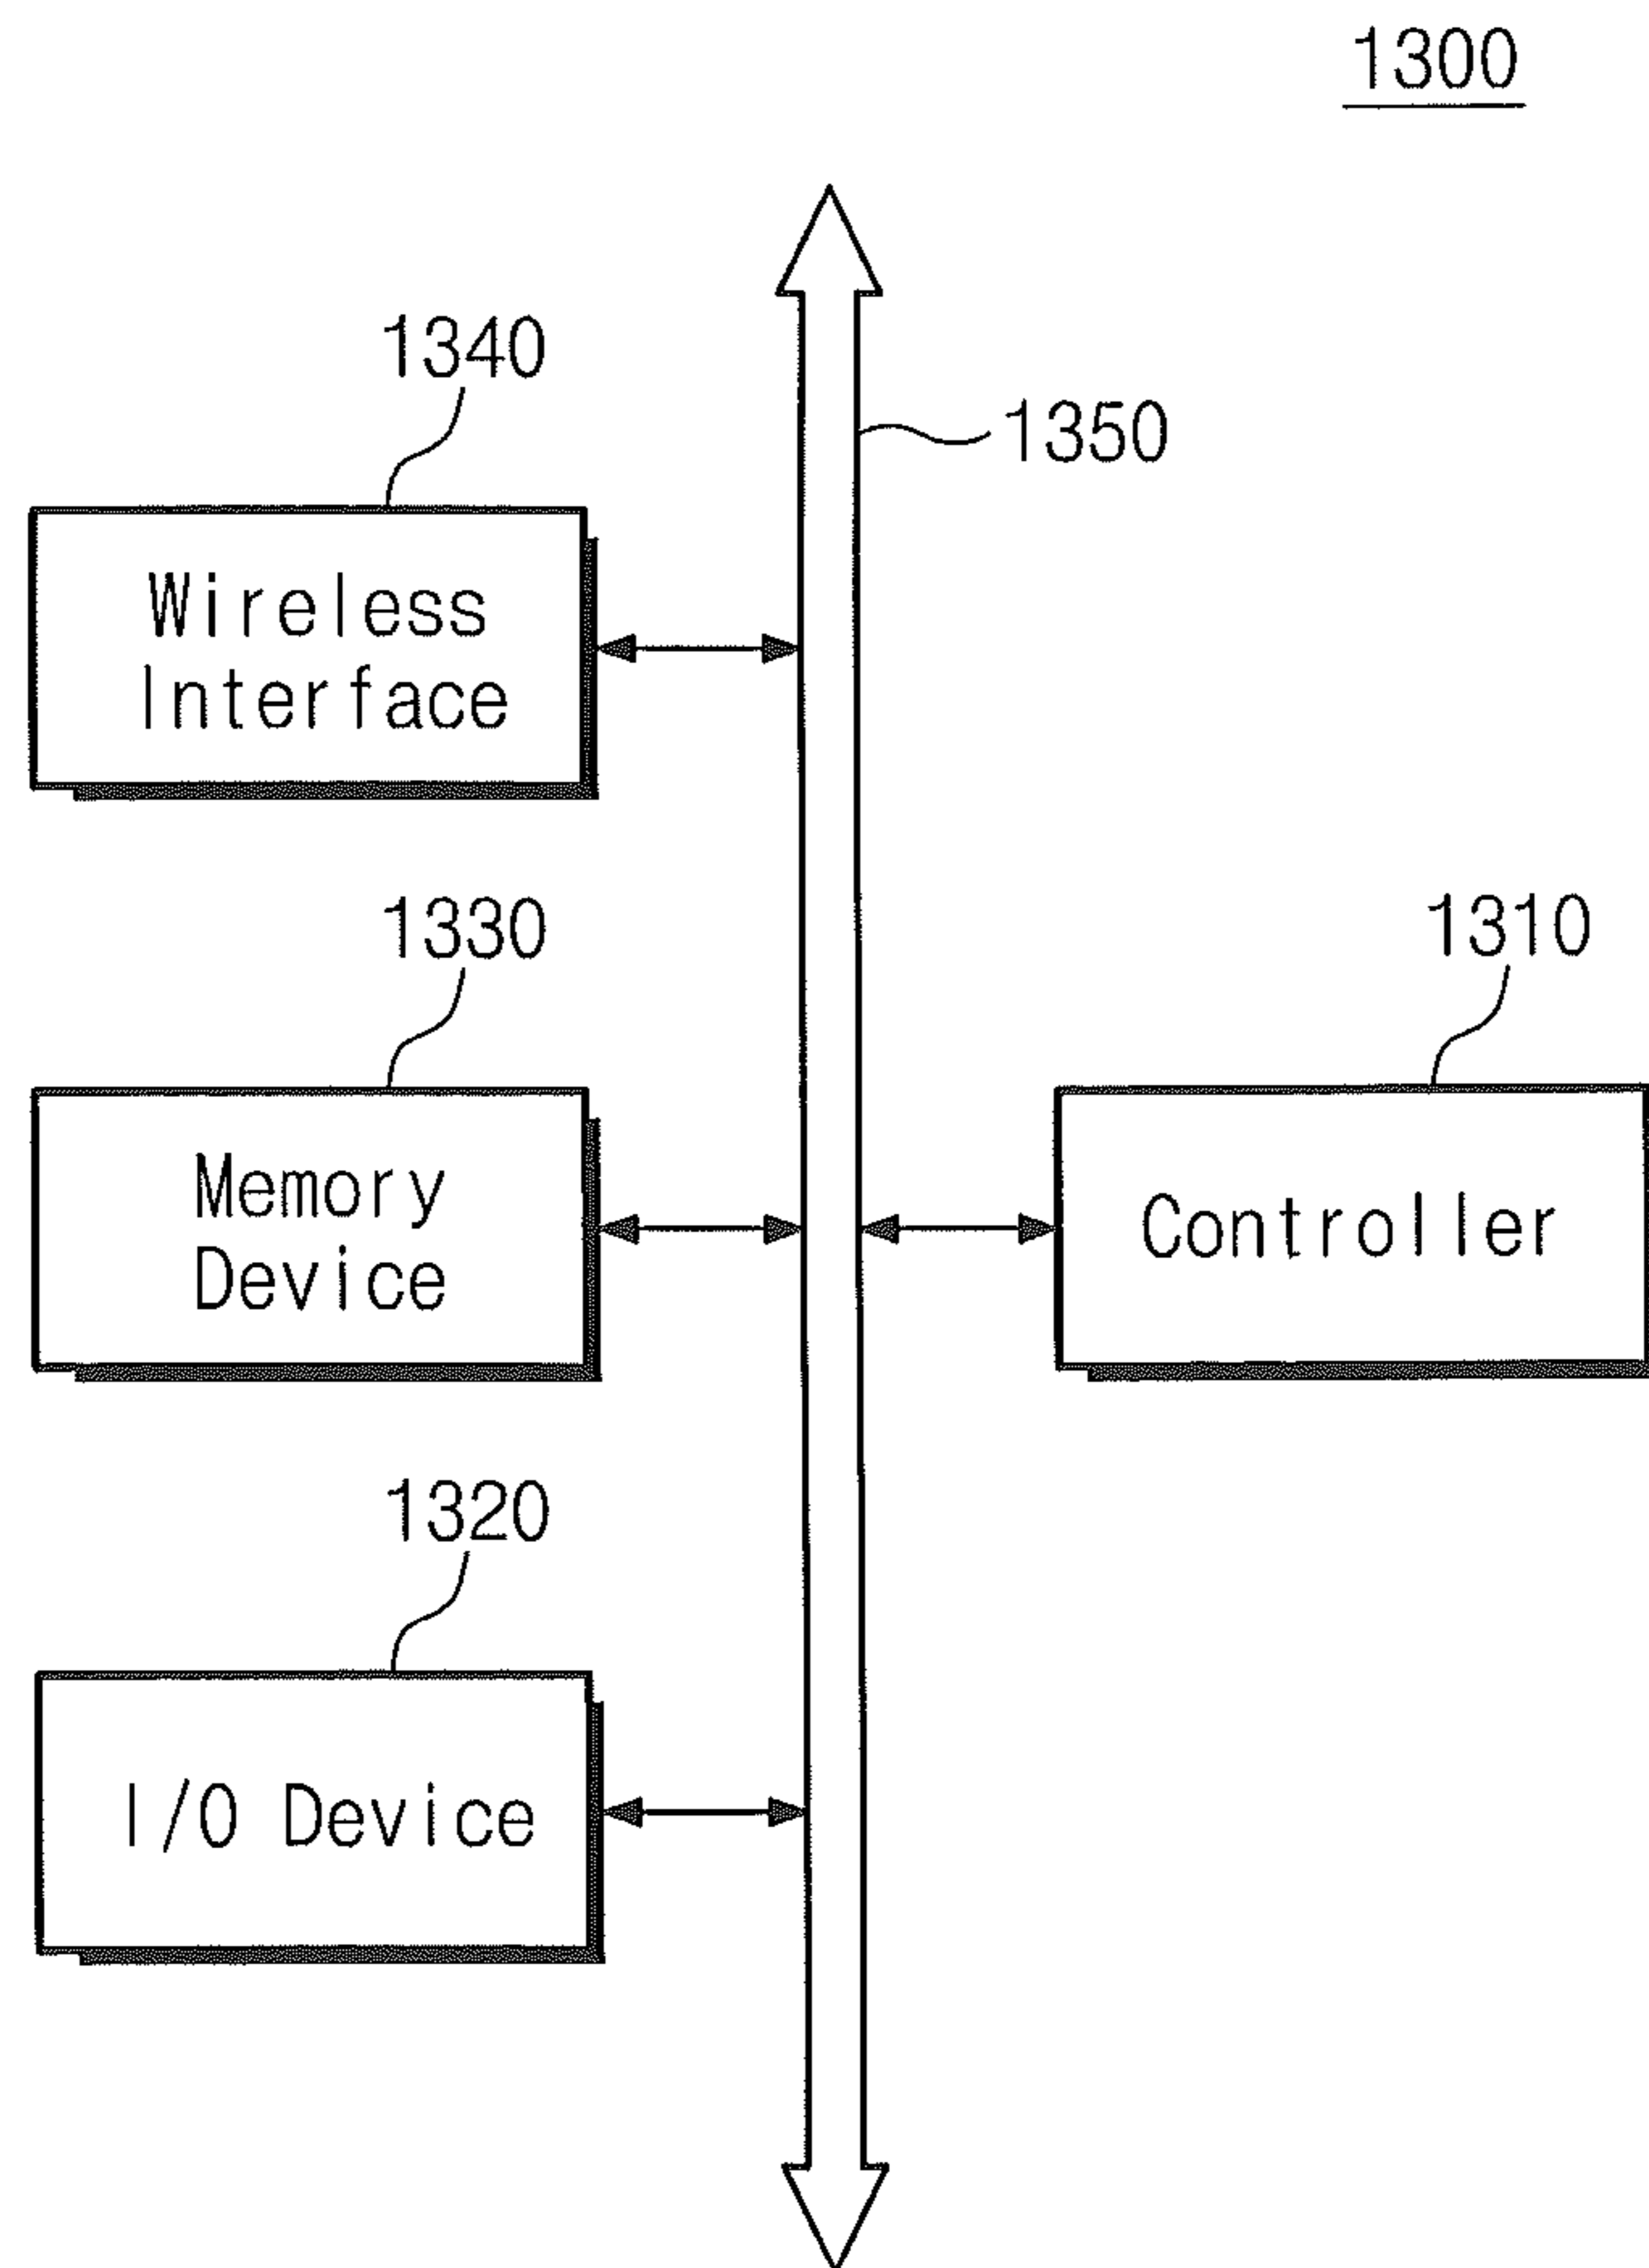 1300
1340
1350
Wireless
Interface
1330
1310
Memory
Device
Controller
1320
I/O Device